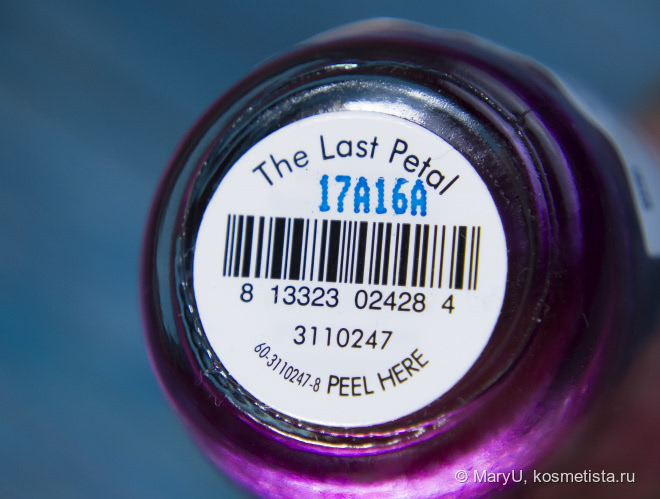 The Last Petal
17A16A
8 13323 02428 4
3110247
60-3110247-8 PEEL HERE
© MaryU, kosmetista.ru